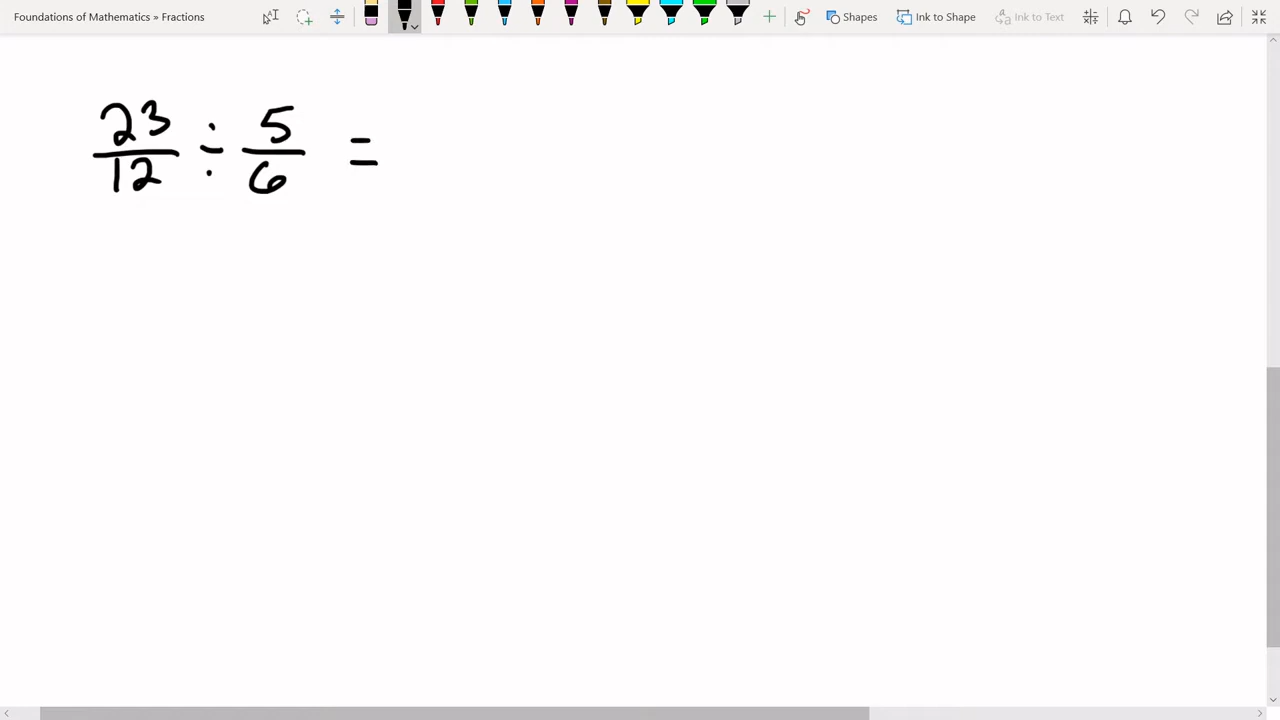 Foundations of Mathematics » Fractions Shapes Ink to Shape Ink to Text
23/12 ÷ 5/6 =